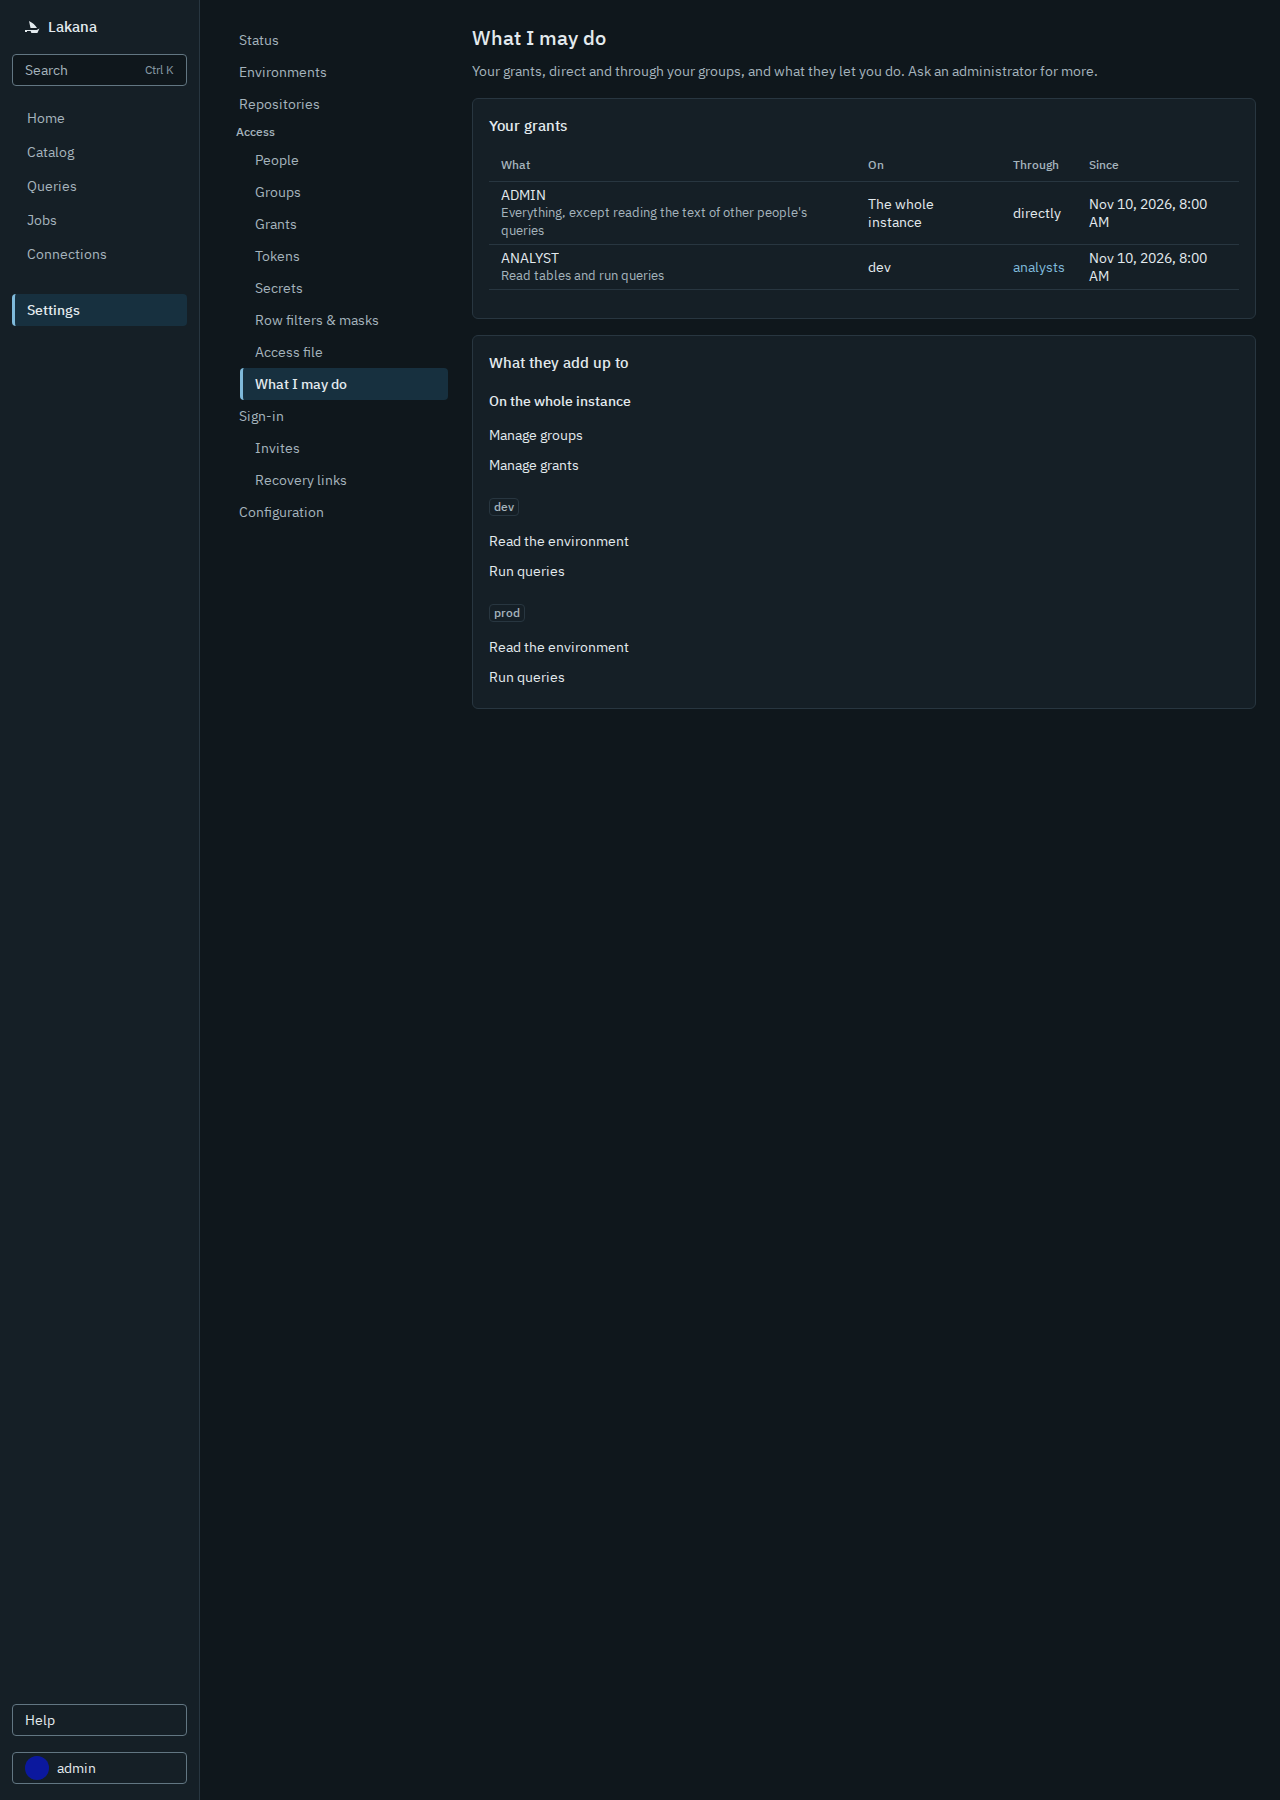 Lakana
Search Ctrl K
Home
Catalog
Queries
Jobs
Connections
Settings
Help
admin
Status
Environments
Repositories
Access
People
Groups
Grants
Tokens
Secrets
Row filters & masks
Access file
What I may do
Sign-in
Invites
Recovery links
Configuration
What I may do
Your grants, direct and through your groups, and what they let you do. Ask an administrator for more.
Your grants
What On Through Since
ADMIN
Everything, except reading the text of other people's
queries
The whole
instance
directly
Nov 10, 2026, 8:00
AM
ANALYST
Read tables and run queries
dev
analysts
Nov 10, 2026, 8:00
AM
What they add up to
On the whole instance
Manage groups
Manage grants
dev
Read the environment
Run queries
prod
Read the environment
Run queries